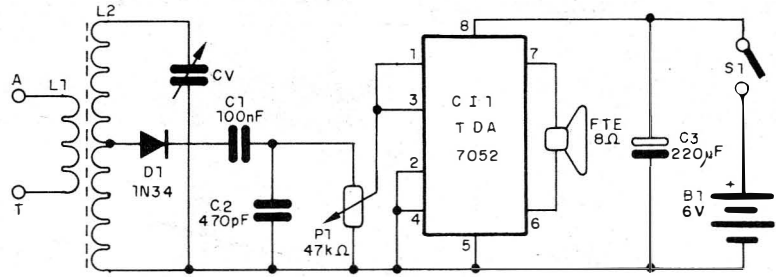 L2
A
L1
T
D1
1N34
CV
C1
100nF
C2
470pF
P1
47kΩ
1
3
2
4
8
7
6
5
CI1
TDA
7052
FTE
8Ω
C3
220μF
S1
+
B1
6V